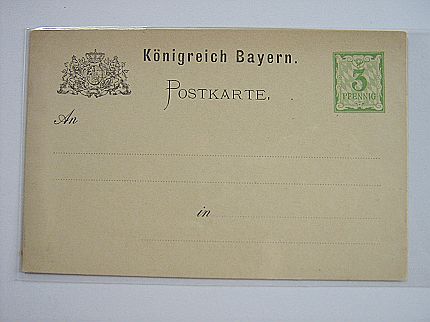 Königreich Bayern.
POSTKARTE.
3
PFENNIG
An
in